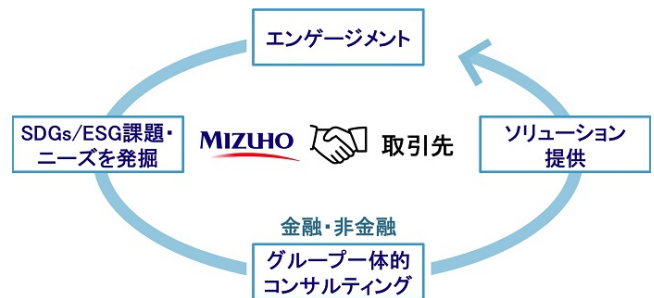 エンゲージメント
SDGs/ESG課題・
ニーズを発掘
MIZUHO
取引先
ソリューション
提供
金融・非金融
グループ一体的
コンサルティング